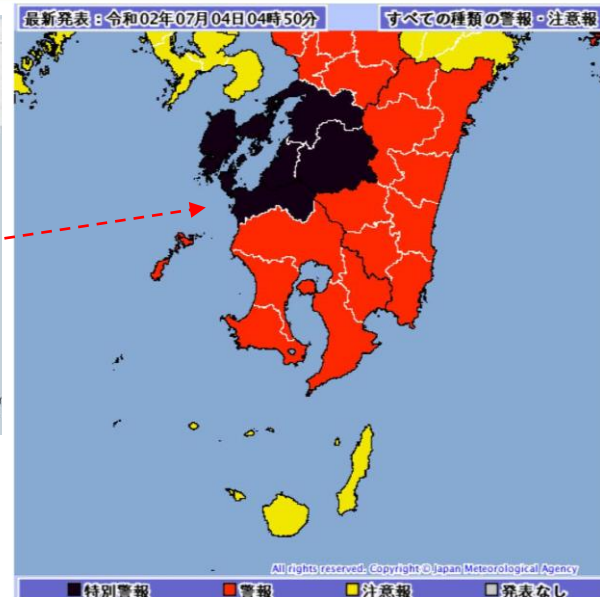 最新発表:令和02年07月04日04時50分
すべての種類の警報・注意報
All rights reserved. Copyright © Japan Meteorological Agency
■特別警報 ■警報 ■注意報 ■発表なし